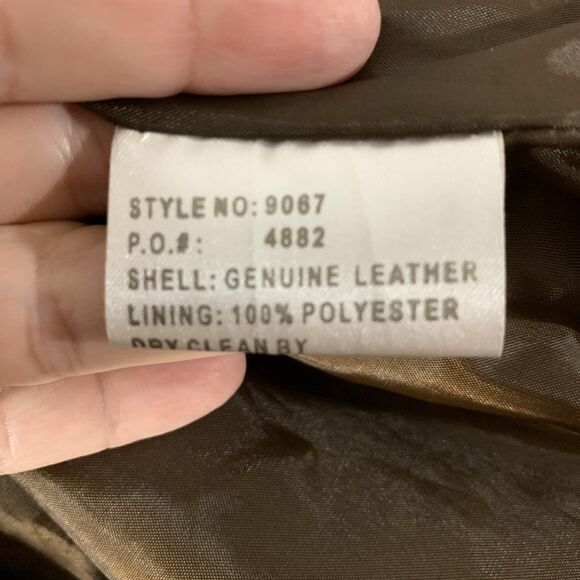 STYLE NO: 9067
P.O.#: 4882
SHELL: GENUINE LEATHER
LINING: 100% POLYESTER
DRY CLEAN BY